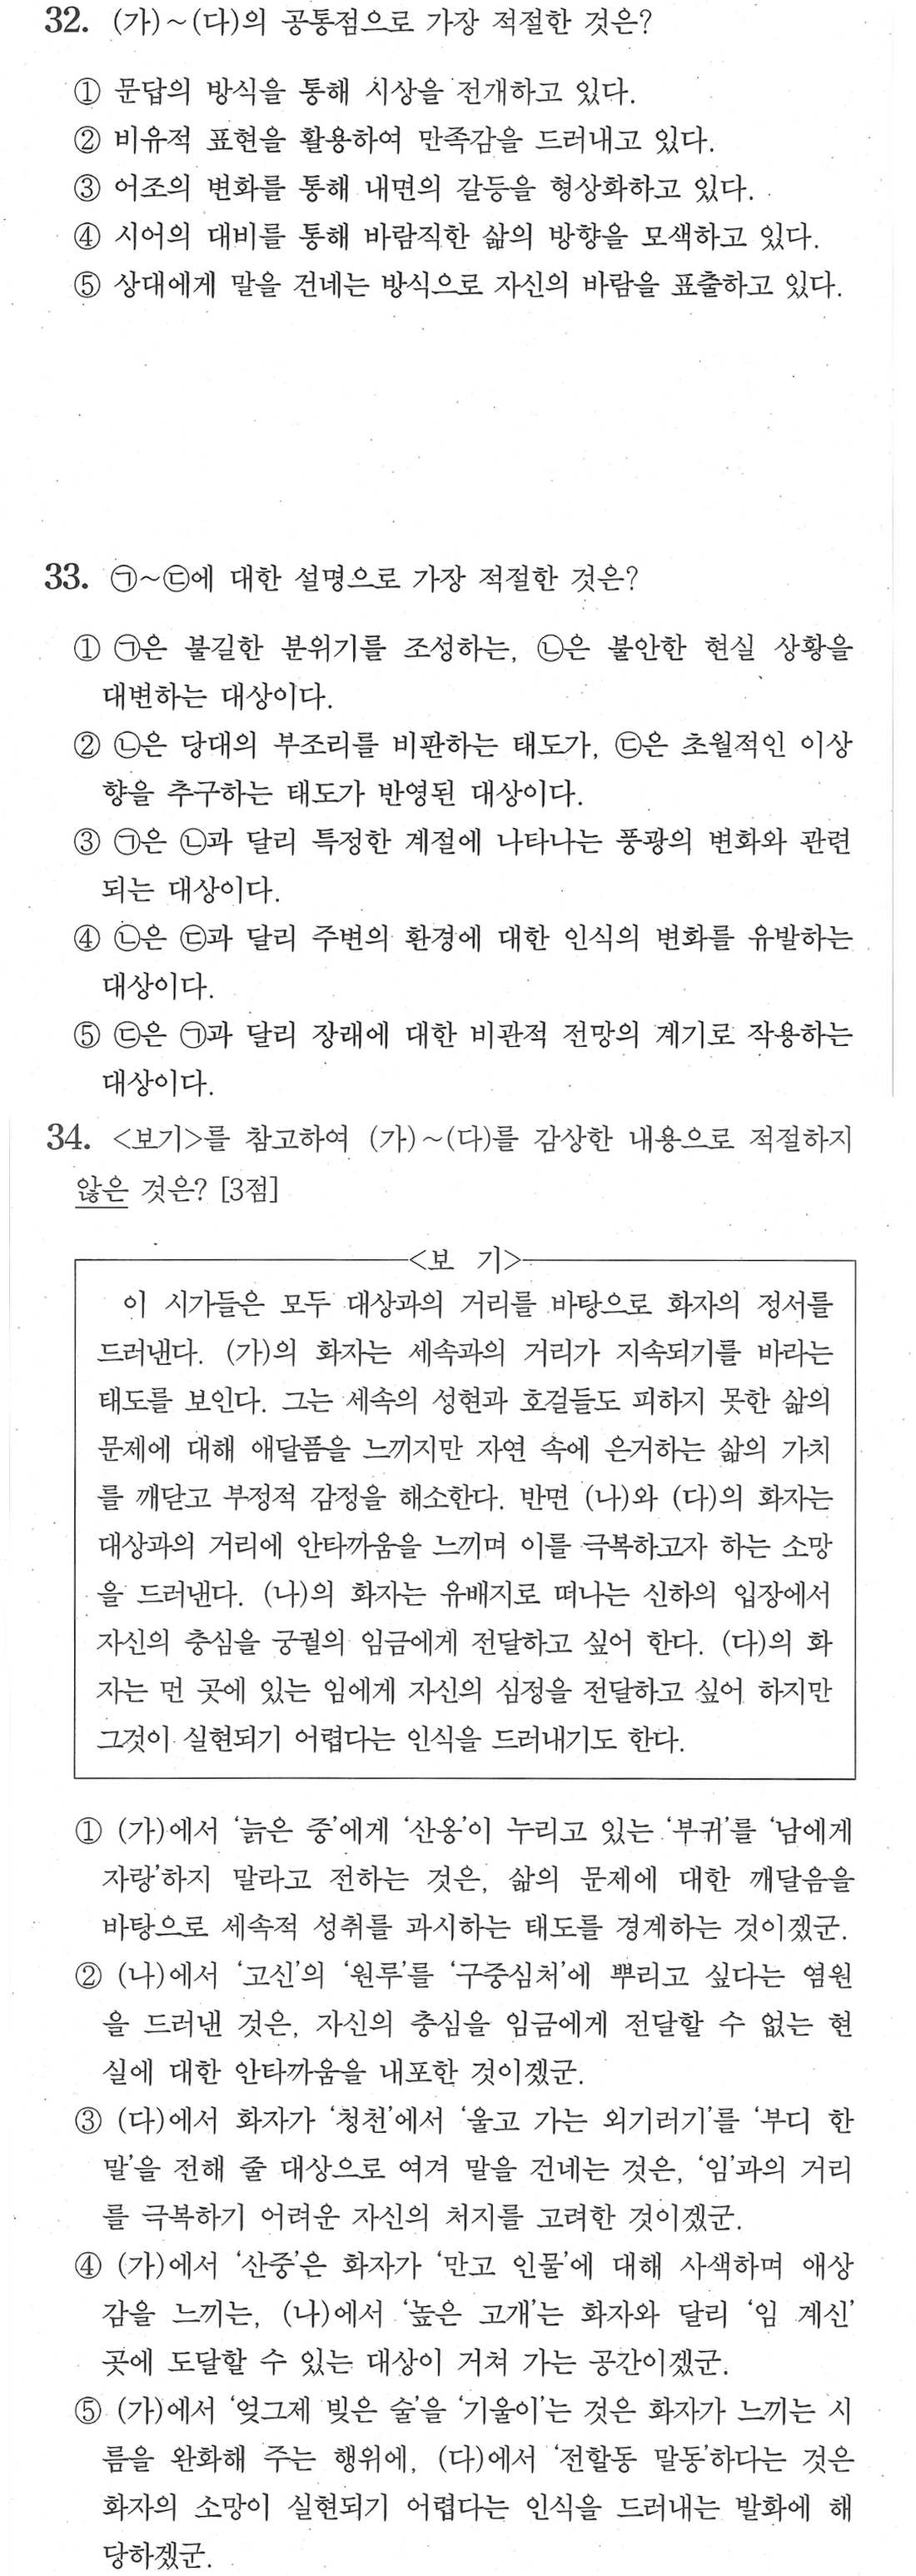 32. (가)~(다)의 공통점으로 가장 적절한 것은?
① 문답의 방식을 통해 시상을 전개하고 있다.
② 비유적 표현을 활용하여 만족감을 드러내고 있다.
③ 어조의 변화를 통해 내면의 갈등을 형상화하고 있다.
④ 시어의 대비를 통해 바람직한 삶의 방향을 모색하고 있다.
⑤ 상대에게 말을 건네는 방식으로 자신의 바람을 표출하고 있다.
33. ㉠~㉢에 대한 설명으로 가장 적절한 것은?
① ㉠은 불길한 분위기를 조성하는, ㉡은 불안한 현실 상황을
대변하는 대상이다.
② ㉡은 당대의 부조리를 비판하는 태도가, ㉢은 초월적인 이상
향을 추구하는 태도가 반영된 대상이다.
③ ㉠은 ㉡과 달리 특정한 계절에 나타나는 풍광의 변화와 관련
되는 대상이다.
④ ㉡은 ㉢과 달리 주변의 환경에 대한 인식의 변화를 유발하는
대상이다.
⑤ ㉢은 ㉠과 달리 장래에 대한 비관적 전망의 계기로 작용하는
대상이다.
34. <보기>를 참고하여 (가)~(다)를 감상한 내용으로 적절하지
않은 것은? [3점]
<보 기>
이 시가들은 모두 대상과의 거리를 바탕으로 화자의 정서를
드러낸다. (가)의 화자는 세속과의 거리가 지속되기를 바라는
태도를 보인다. 그는 세속의 성현과 호걸들도 피하지 못한 삶의
문제에 대해 애달픔을 느끼지만 자연 속에 은거하는 삶의 가치
를 깨닫고 부정적 감정을 해소한다. 반면 (나)와 (다)의 화자는
대상과의 거리에 안타까움을 느끼며 이를 극복하고자 하는 소망
을 드러낸다. (나)의 화자는 유배지로 떠나는 신하의 입장에서
자신의 충심을 궁궐의 임금에게 전달하고 싶어 한다. (다)의 화
자는 먼 곳에 있는 임에게 자신의 심정을 전달하고 싶어 하지만
그것이 실현되기 어렵다는 인식을 드러내기도 한다.
① (가)에서 ‘늙은 중’에게 ‘산옹’이 누리고 있는 ‘부귀’를 ‘남에게
자랑’하지 말라고 전하는 것은, 삶의 문제에 대한 깨달음을
바탕으로 세속적 성취를 과시하는 태도를 경계하는 것이겠군.
② (나)에서 ‘고신’의 ‘원루’를 ‘구중심처’에 뿌리고 싶다는 염원
을 드러낸 것은, 자신의 충심을 임금에게 전달할 수 없는 현
실에 대한 안타까움을 내포한 것이겠군.
③ (다)에서 화자가 ‘청천’에서 ‘울고 가는 외기러기’를 ‘부디 한
말’을 전해 줄 대상으로 여겨 말을 건네는 것은, ‘임’과의 거리
를 극복하기 어려운 자신의 처지를 고려한 것이겠군.
④ (가)에서 ‘산중’은 화자가 ‘만고 인물’에 대해 사색하며 애상
감을 느끼는, (나)에서 ‘높은 고개’는 화자와 달리 ‘임 계신’
곳에 도달할 수 있는 대상이 거쳐 가는 공간이겠군.
⑤ (가)에서 ‘엊그제 빚은 술’을 ‘기울이’는 것은 화자가 느끼는 시
름을 완화해 주는 행위에, (다)에서 ‘전할동 말동’하다는 것은
화자의 소망이 실현되기 어렵다는 인식을 드러내는 발화에 해
당하겠군.